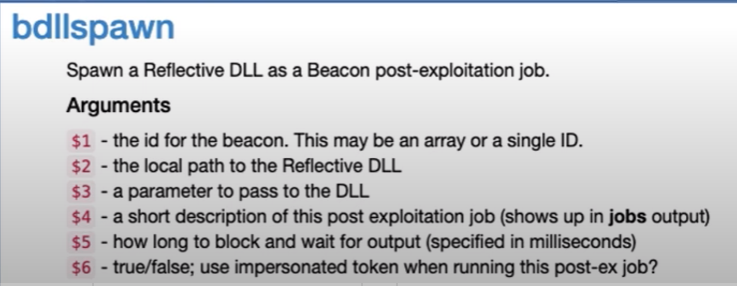 bdllspawn
Spawn a Reflective DLL as a Beacon post-exploitation job.
Arguments
$1 - the id for the beacon. This may be an array or a single ID.
$2 - the local path to the Reflective DLL
$3 - a parameter to pass to the DLL
$4 - a short description of this post exploitation job (shows up in jobs output)
$5 - how long to block and wait for output (specified in milliseconds)
$6 - true/false; use impersonated token when running this post-ex job?